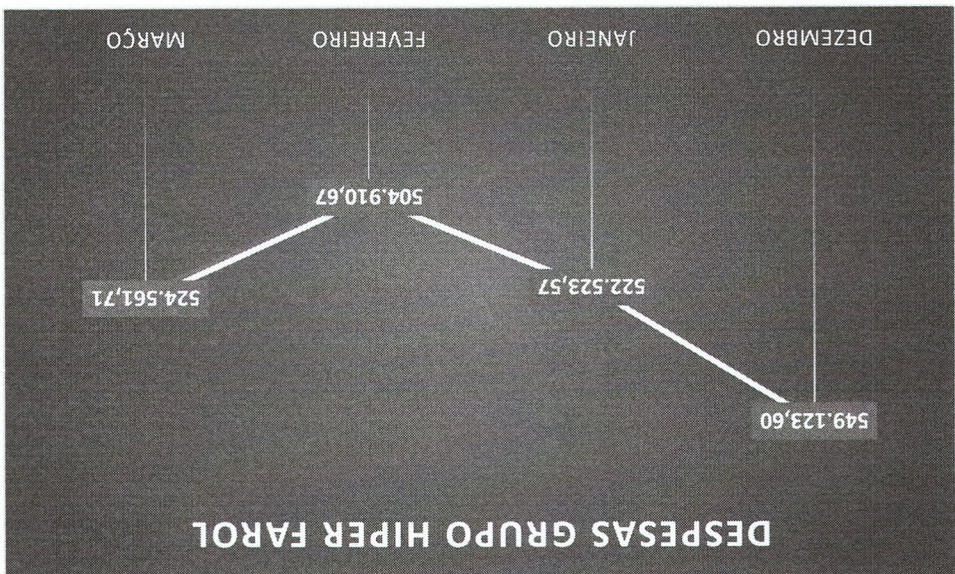 DESPESAS GRUPO HIPER FAROL
549.123,60
522.523,57
504.910,67
524.561,71
DEZEMBRO
JANEIRO
FEVEREIRO
MARÇO